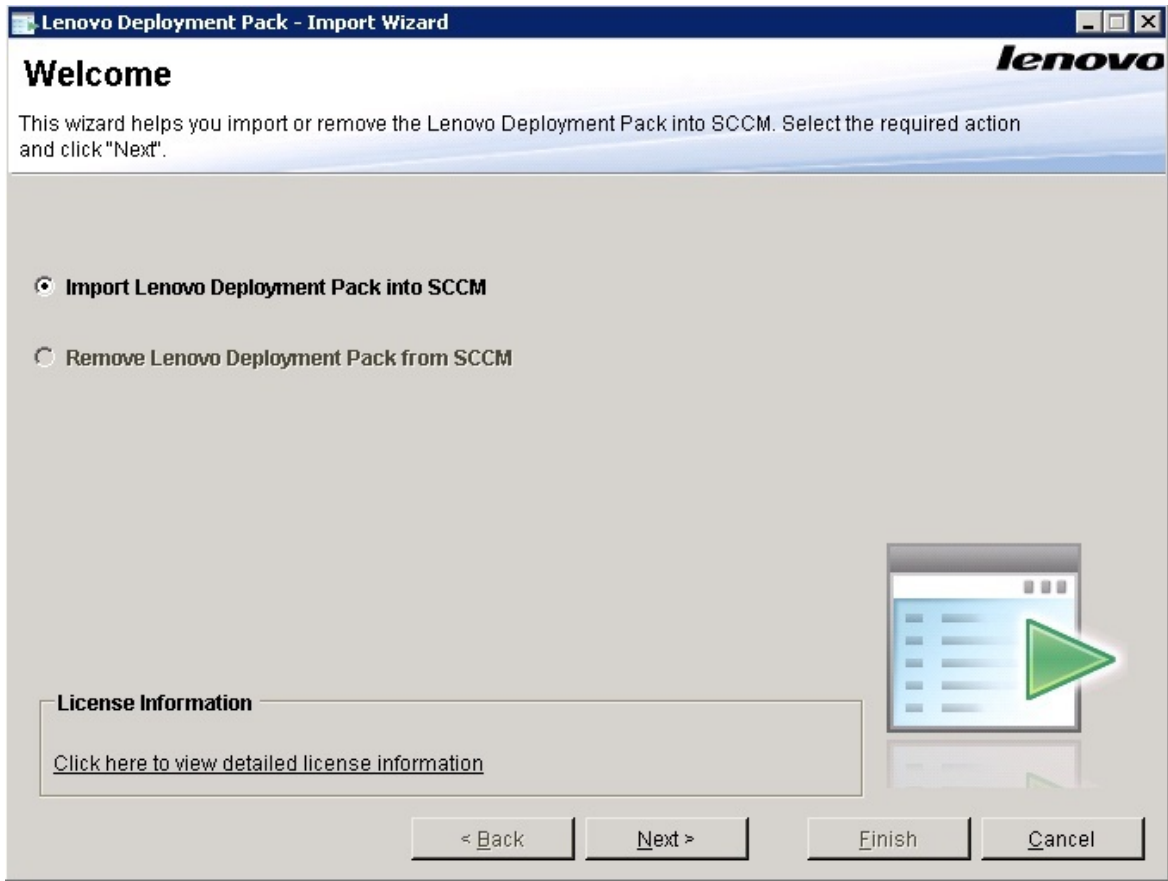 Lenovo Deployment Pack - Import Wizard
lenovo
Welcome
This wizard helps you import or remove the Lenovo Deployment Pack into SCCM. Select the required action
and click "Next".
Import Lenovo Deployment Pack into SCCM
Remove Lenovo Deployment Pack from SCCM
License Information
Click here to view detailed license information
< Back
Next >
Finish
Cancel